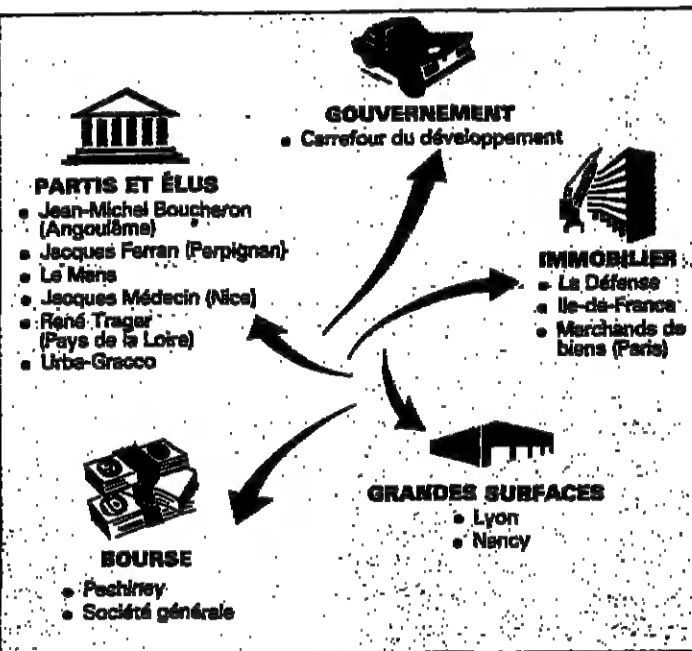 GOUVERNEMENT
• Carrefour du développement
PARTIS ET ÉLUS
• Jean-Michel Boucheron
(Angoulême)
• Jacques Ferran (Perpignan)
• Le Mans
• Jacques Médecin (Nice)
• René Trager
(Pays de la Loire)
• Urba-Gracco
IMMOBILIER
• La Défense
• Ile-de-France
• Marchands de
biens (Paris)
GRANDES SURFACES
• Lyon
• Nancy
BOURSE
• Pechiney
• Société générale